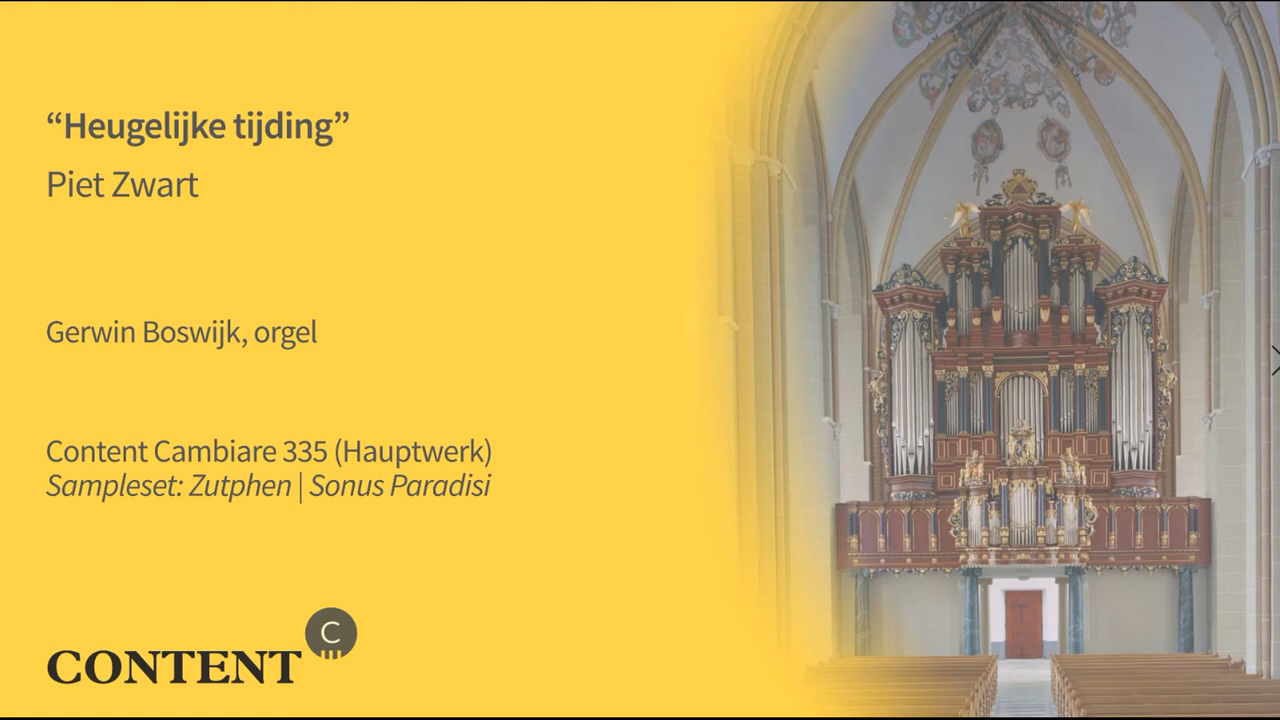 “Heugelijke tijding”
Piet Zwart
Gerwin Boswijk, orgel
Content Cambiare 335 (Hauptwerk)
Sampleset: Zutphen | Sonus Paradisi
C
CONTENT